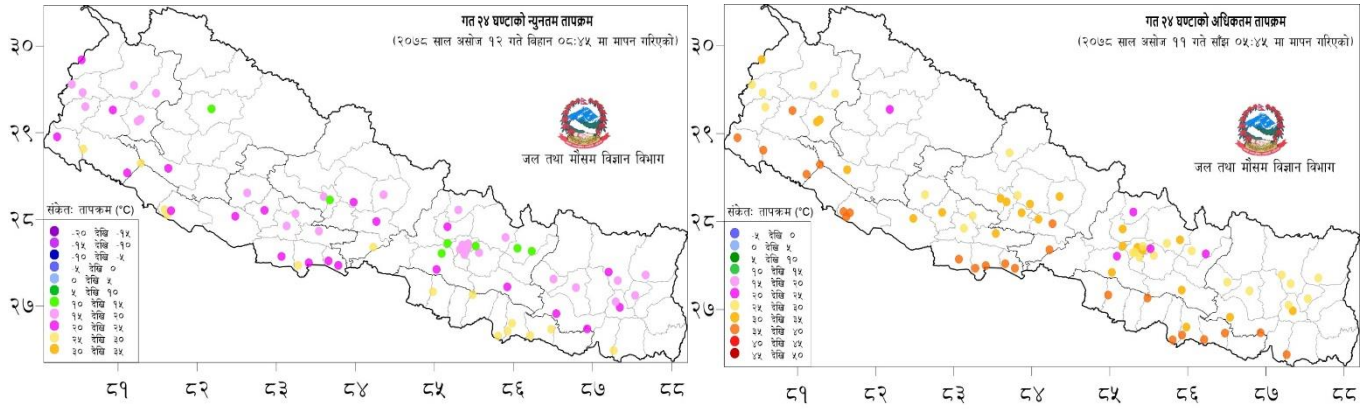 गत २४ घण्टाको न्युनतम तापक्रम
(२०७८ साल असोज १२ गते विहान ०८:४५ मा मापन गरिएको)
३०
२९
२८
२७
जल तथा मौसम विज्ञान विभाग
संकेतः तापक्रम (°C)
-२० देखि -१५
-१५ देखि -१०
-१० देखि -५
-५ देखि ०
० देखि ५
५ देखि १०
१० देखि १५
१५ देखि २०
२० देखि २५
२५ देखि ३०
३० देखि ३५
८१ ८२ ८३ ८४ ८५ ८६ ८७ ८८
गत २४ घण्टाको अधिकतम तापक्रम
(२०७८ साल असोज ११ गते साँझ ०५:४५ मा मापन गरिएको)
३०
२९
२८
२७
जल तथा मौसम विज्ञान विभाग
संकेतः तापक्रम (°C)
-५ देखि ०
० देखि ५
५ देखि १०
१० देखि १५
१५ देखि २०
२० देखि २५
२५ देखि ३०
३० देखि ३५
३५ देखि ४०
४० देखि ४५
४५ देखि ५०
८१ ८२ ८३ ८४ ८५ ८६ ८७ ८८